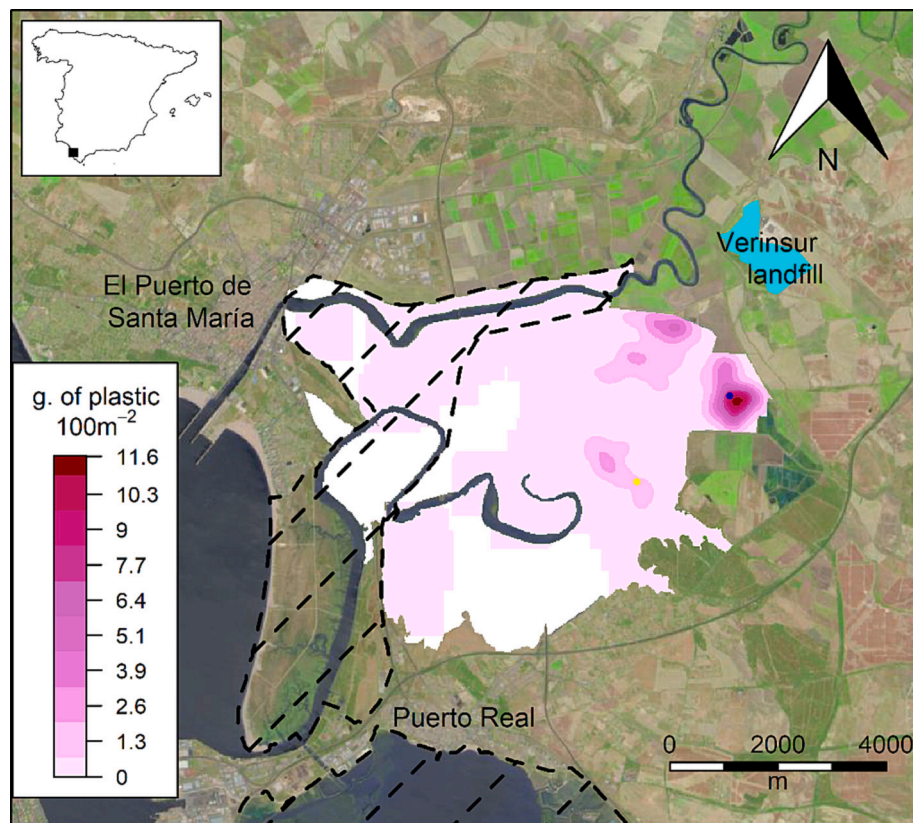 N
Verinsur
landfill
El Puerto de
Santa María
g. of plastic
100m⁻²
11.6
10.3
9
7.7
6.4
5.1
3.9
2.6
1.3
0
Puerto Real
0 2000 4000
m